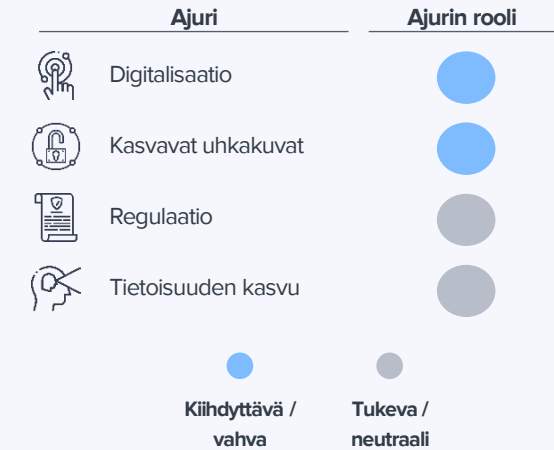 Ajuri Ajurin rooli
Digitalisaatio
Kasvavat uhkakuvat
Regulaatio
Tietoisuuden kasvu
Kiihdyttävä / Tukeva /
vahva neutraali